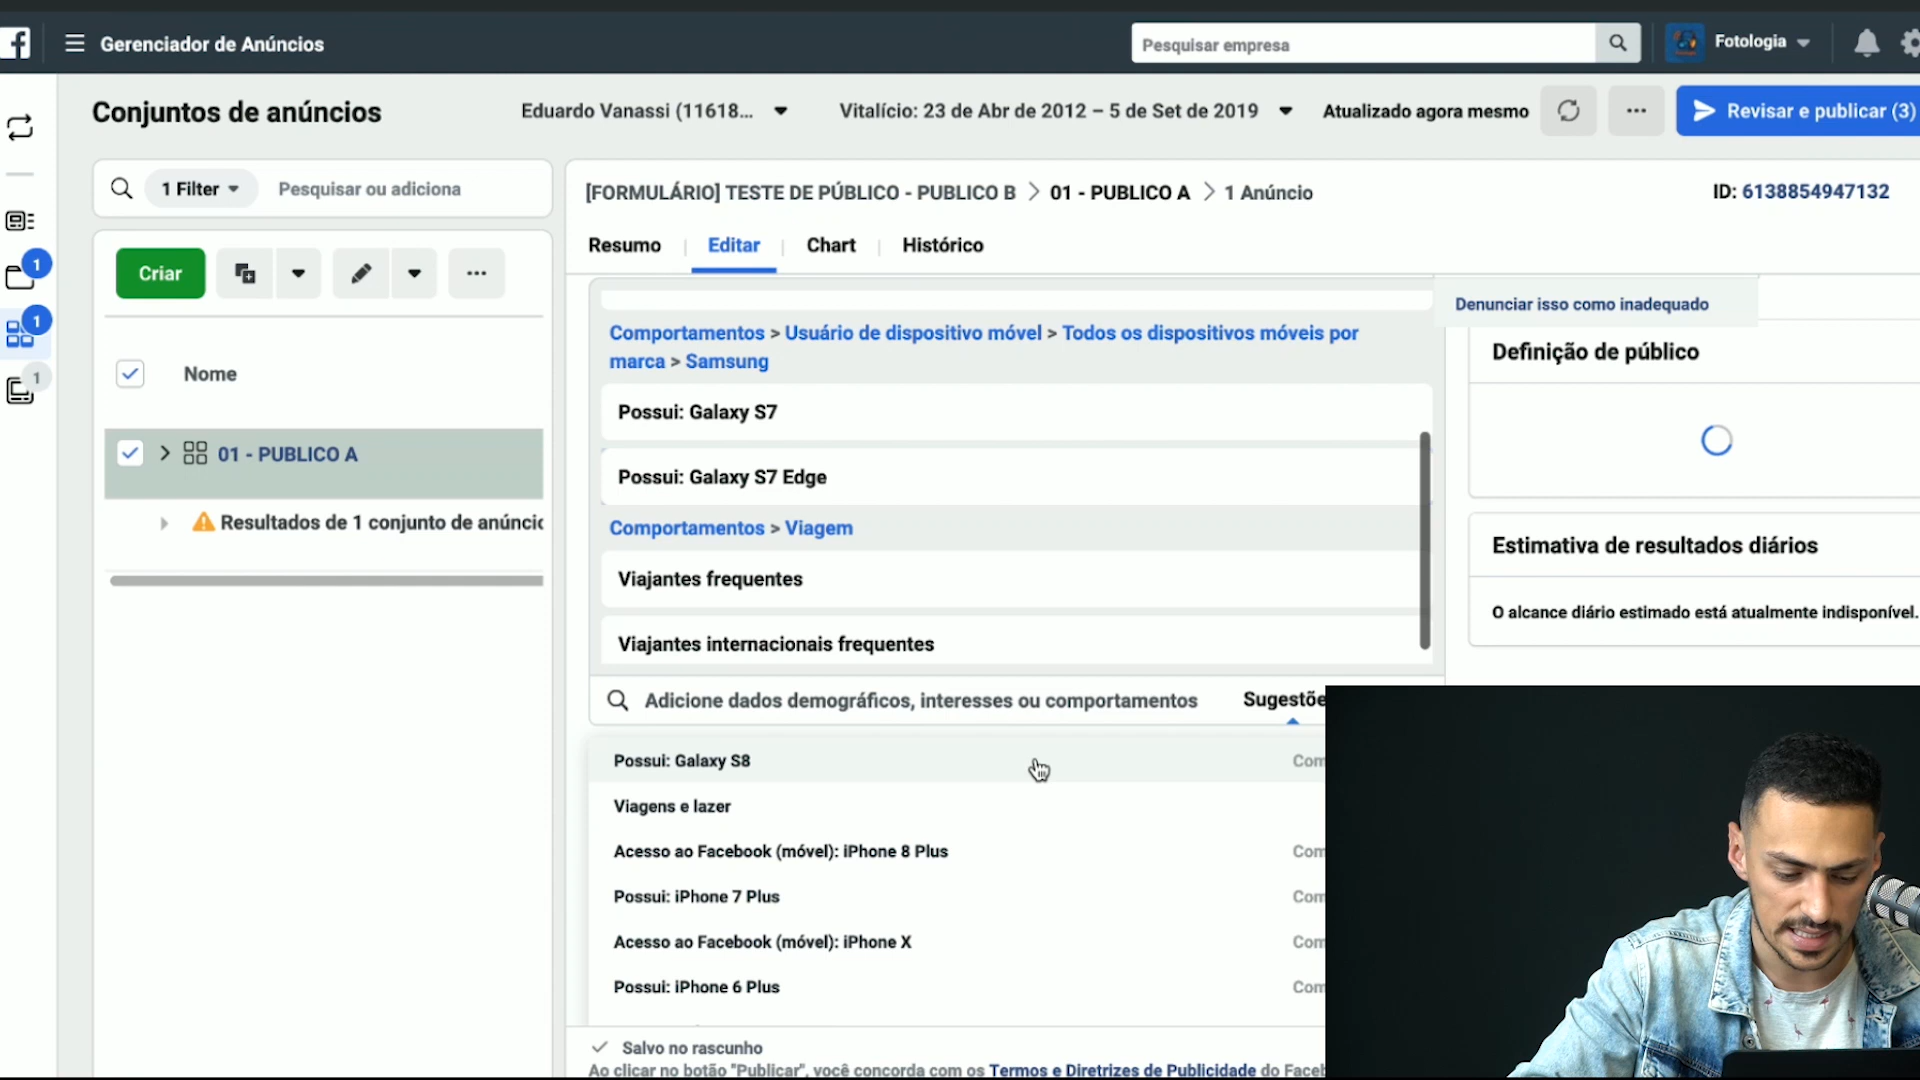 Gerenciador de Anúncios
Pesquisar empresa
Fotologia
Conjuntos de anúncios
Eduardo Vanassi (11618...
Vitalício: 23 de Abr de 2012 – 5 de Set de 2019
Atualizado agora mesmo
Revisar e publicar (3)
1 Filter
Pesquisar ou adiciona
[FORMULÁRIO] TESTE DE PÚBLICO - PUBLICO B > 01 - PUBLICO A > 1 Anúncio
ID: 6138854947132
Resumo
Editar
Chart
Histórico
1
1
1
Criar
Nome
01 - PUBLICO A
Resultados de 1 conjunto de anúncio
Denunciar isso como inadequado
Comportamentos > Usuário de dispositivo móvel > Todos os dispositivos móveis por
marca > Samsung
Possui: Galaxy S7
Possui: Galaxy S7 Edge
Comportamentos > Viagem
Viajantes frequentes
Viajantes internacionais frequentes
Adicione dados demográficos, interesses ou comportamentos
Sugestõe
Possui: Galaxy S8
Com
Viagens e lazer
Acesso ao Facebook (móvel): iPhone 8 Plus
Com
Possui: iPhone 7 Plus
Com
Acesso ao Facebook (móvel): iPhone X
Com
Possui: iPhone 6 Plus
Com
Salvo no rascunho
Ao clicar no botão "Publicar", você concorda com os Termos e Diretrizes de Publicidade do Faceb
Definição de público
Estimativa de resultados diários
O alcance diário estimado está atualmente indisponível.